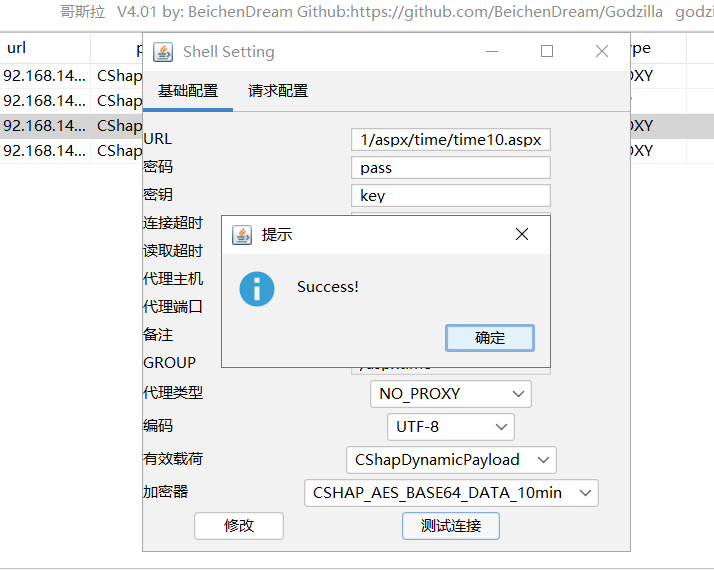 哥斯拉 V4.01 by: BeichenDream Github:https://github.com/BeichenDream/Godzilla godzi
url
ype
92.168.14... CShap
OXY
92.168.14... CShap
92.168.14... CShap
OXY
92.168.14... CShap
OXY
Shell Setting
基础配置 请求配置
URL 1/aspx/time/time10.aspx
密码 pass
密钥 key
连接超时
读取超时
代理主机
代理端口
备注
GROUP
提示
Success!
确定
代理类型 NO_PROXY
编码 UTF-8
有效载荷 CShapDynamicPayload
加密器 CSHAP_AES_BASE64_DATA_10min
修改 测试连接